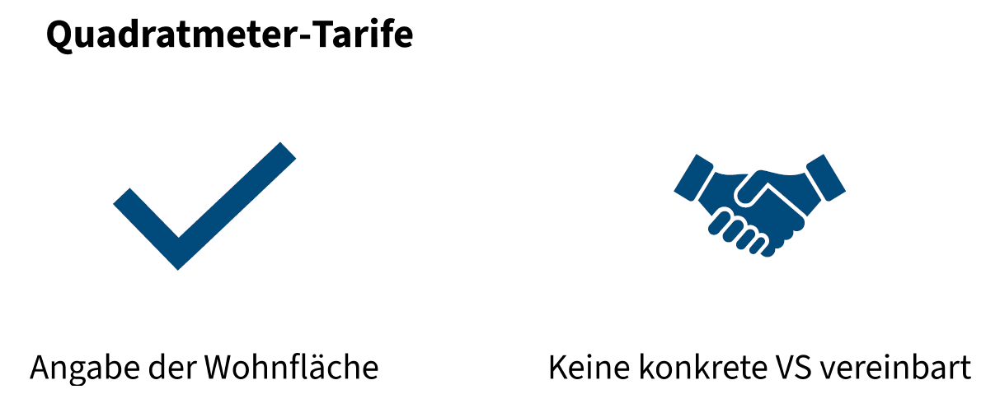 Quadratmeter-Tarife
Angabe der Wohnfläche
Keine konkrete VS vereinbart